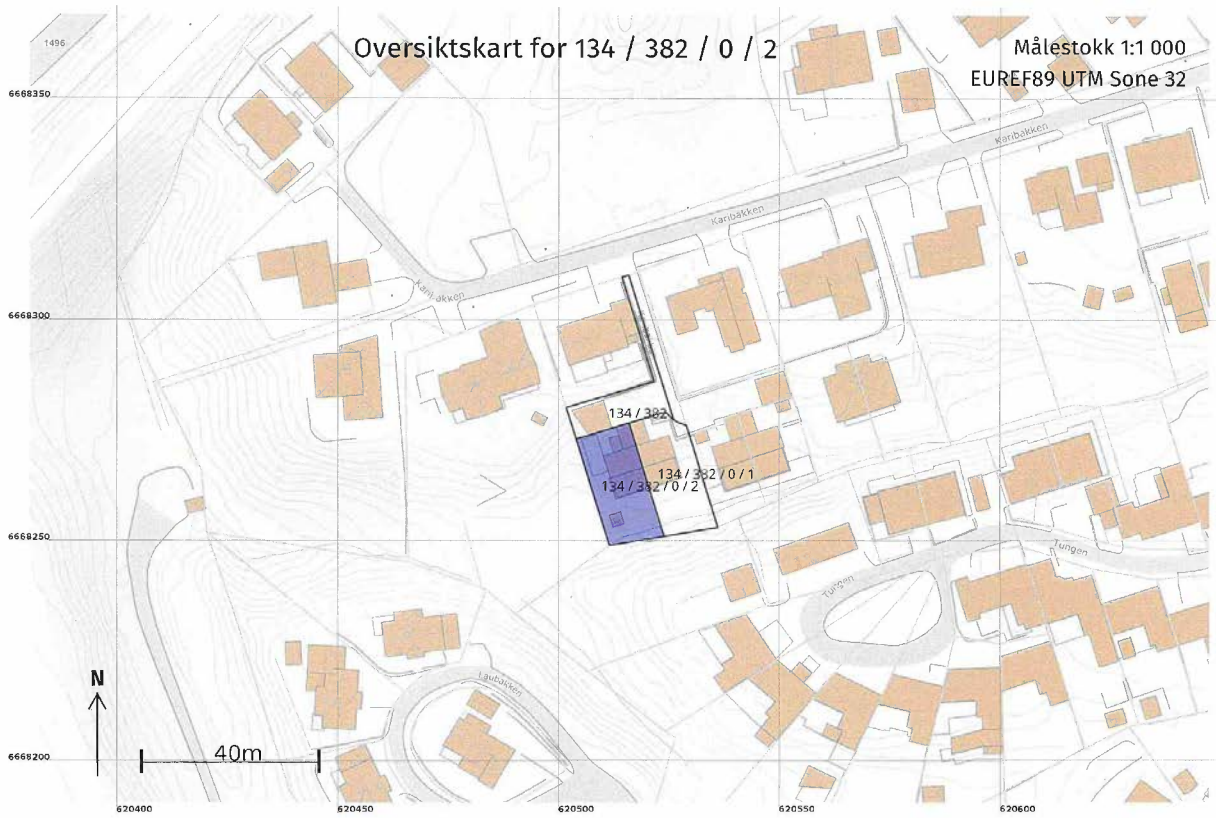 1496
Oversiktskart for 134 / 382 / 0 / 2
Målestokk 1:1 000
EUREF89 UTM Sone 32
6668350
Karibakken
Karibakken
Karibakken
6668300
134 / 382
134 / 382 / 0 / 1
134 / 382 / 0 / 2
6668250
Tungen
Tungen
Laubakken
N
40m
6668200
620400
620450
620500
620550
620600